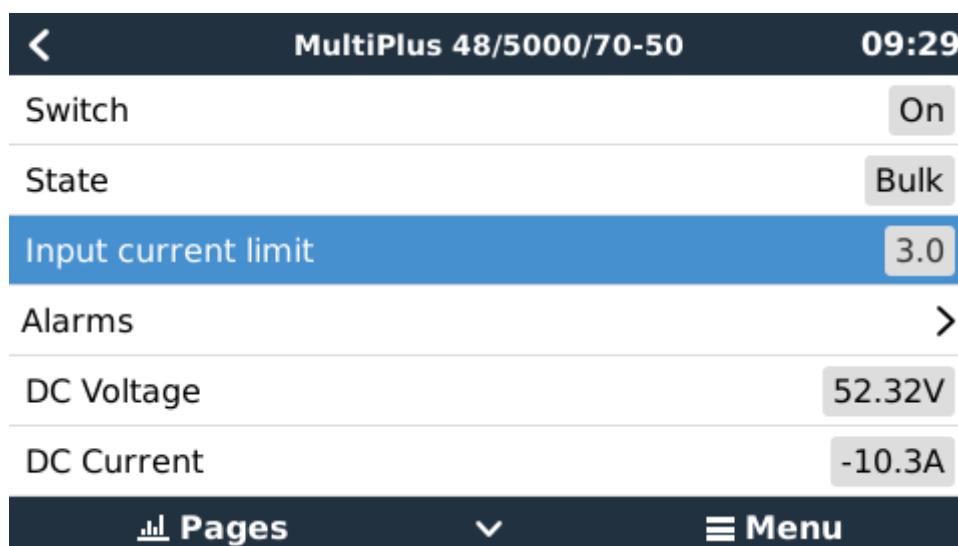 MultiPlus 48/5000/70-50 09:29
Switch On
State Bulk
Input current limit 3.0
Alarms
DC Voltage 52.32V
DC Current -10.3A
Pages Menu